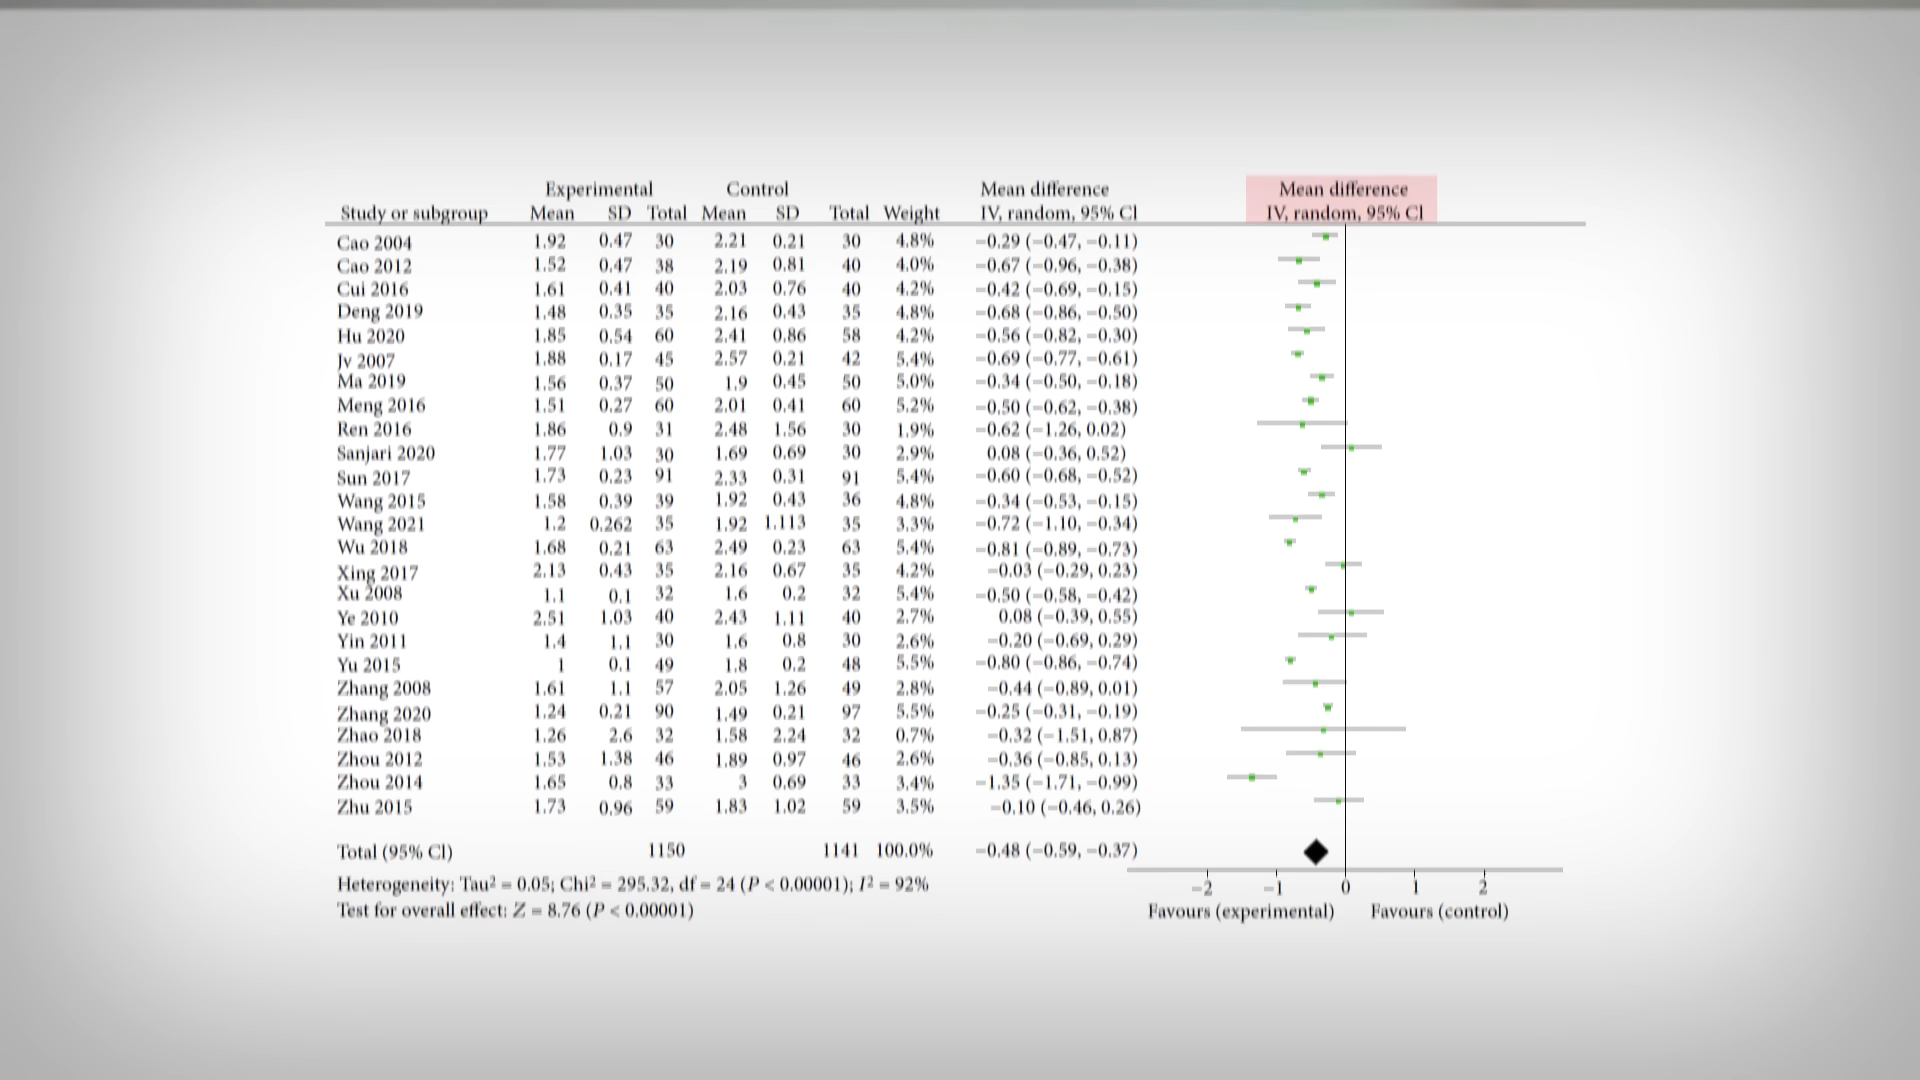 Experimental Control Mean difference Mean difference
Study or subgroup Mean SD Total Mean SD Total Weight IV, random, 95% CI IV, random, 95% CI
Cao 2004 1.92 0.47 30 2.21 0.21 30 4.8% −0.29 (−0.47, −0.11)
Cao 2012 1.52 0.47 38 2.19 0.81 40 4.0% −0.67 (−0.96, −0.38)
Cui 2016 1.61 0.41 40 2.03 0.76 40 4.2% −0.42 (−0.69, −0.15)
Deng 2019 1.48 0.35 35 2.16 0.43 35 4.8% −0.68 (−0.86, −0.50)
Hu 2020 1.85 0.54 60 2.41 0.86 58 4.2% −0.56 (−0.82, −0.30)
Jv 2007 1.88 0.17 45 2.57 0.21 42 5.4% −0.69 (−0.77, −0.61)
Ma 2019 1.56 0.37 50 1.9 0.45 50 5.0% −0.34 (−0.50, −0.18)
Meng 2016 1.51 0.27 60 2.01 0.41 60 5.2% −0.50 (−0.62, −0.38)
Ren 2016 1.86 0.9 31 2.48 1.56 30 1.9% −0.62 (−1.26, 0.02)
Sanjari 2020 1.77 1.03 30 1.69 0.69 30 2.9% 0.08 (−0.36, 0.52)
Sun 2017 1.73 0.23 91 2.33 0.31 91 5.4% −0.60 (−0.68, −0.52)
Wang 2015 1.58 0.39 39 1.92 0.43 36 4.8% −0.34 (−0.53, −0.15)
Wang 2021 1.2 0.262 35 1.92 1.113 35 3.3% −0.72 (−1.10, −0.34)
Wu 2018 1.68 0.21 63 2.49 0.23 63 5.4% −0.81 (−0.89, −0.73)
Xing 2017 2.13 0.43 35 2.16 0.67 35 4.2% −0.03 (−0.29, 0.23)
Xu 2008 1.1 0.1 32 1.6 0.2 32 5.4% −0.50 (−0.58, −0.42)
Ye 2010 2.51 1.03 40 2.43 1.11 40 2.7% 0.08 (−0.39, 0.55)
Yin 2011 1.4 1.1 30 1.6 0.8 30 2.6% −0.20 (−0.69, 0.29)
Yu 2015 1 0.1 49 1.8 0.2 48 5.5% −0.80 (−0.86, −0.74)
Zhang 2008 1.61 1.1 57 2.05 1.26 49 2.8% −0.44 (−0.89, 0.01)
Zhang 2020 1.24 0.21 90 1.49 0.21 97 5.5% −0.25 (−0.31, −0.19)
Zhao 2018 1.26 2.6 32 1.58 2.24 32 0.7% −0.32 (−1.51, 0.87)
Zhou 2012 1.53 1.38 46 1.89 0.97 46 2.6% −0.36 (−0.85, 0.13)
Zhou 2014 1.65 0.8 33 3 0.69 33 3.4% −1.35 (−1.71, −0.99)
Zhu 2015 1.73 0.96 59 1.83 1.02 59 3.5% −0.10 (−0.46, 0.26)
Total (95% CI) 1150 1141 100.0% −0.48 (−0.59, −0.37)
Heterogeneity: Tau² = 0.05; Chi² = 295.32, df = 24 (P < 0.00001); I² = 92%
−2 −1 0 1 2
Test for overall effect: Z = 8.76 (P < 0.00001)
Favours (experimental) Favours (control)